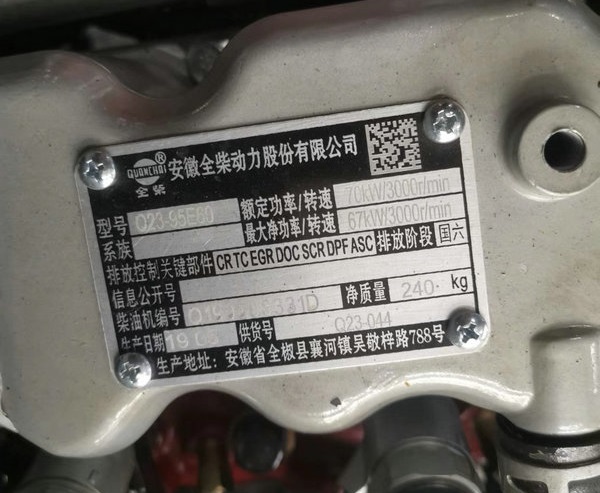 QUANCHAI ® 安徽全柴动力股份有限公司
全柴
型号 Q23-95E60 额定功率/转速 70kW/3000r/min
系族 最大净功率/转速 67kW/3000r/min
排放控制关键部件 CR TC EGR DOC SCR DPF ASC 排放阶段 国六
信息公开号
柴油机编号 净质量 240 kg
生产日期 供货号 Q23-044
生产地址: 安徽省全椒县襄河镇吴敬梓路788号